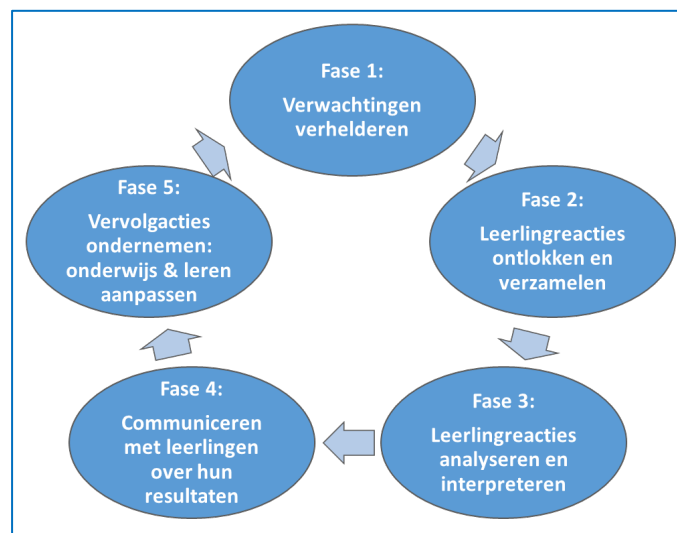 Fase 1:
Verwachtingen
verhelderen
Fase 2:
Leerlingreacties
ontlokken en
verzamelen
Fase 3:
Leerlingreacties
analyseren en
interpreteren
Fase 4:
Communiceren
met leerlingen
over hun
resultaten
Fase 5:
Vervolgacties
ondernemen:
onderwijs & leren
aanpassen